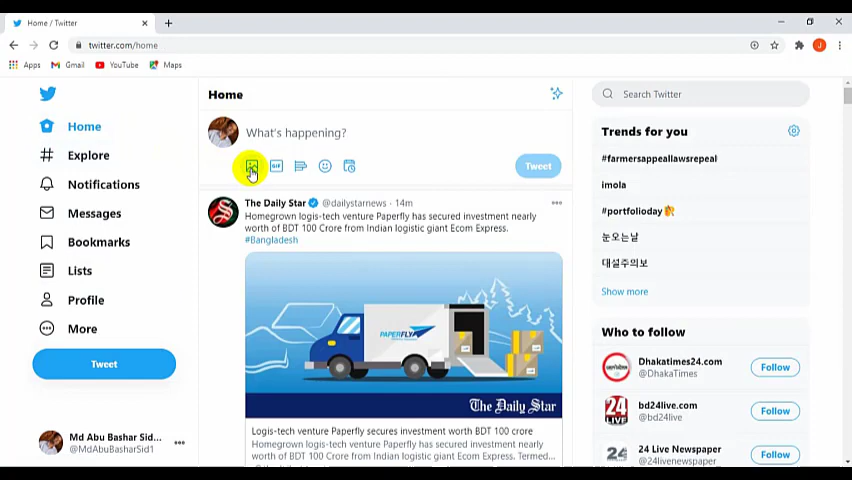 Home / Twitter
twitter.com/home
J
Apps
Gmail
YouTube
Maps
Home
Explore
Notifications
Messages
Bookmarks
Lists
Profile
More
Tweet
Md Abu Bashar Sid...
@MdAbuBasharSid1
Home
What's happening?
GIF
Tweet
The Daily Star @dailystarnews · 14m
Homegrown logis-tech venture Paperfly has secured investment nearly
worth of BDT 100 Crore from Indian logistic giant Ecom Express.
#Bangladesh
PAPERFLY
The Daily Star
Logis-tech venture Paperfly secures investment worth BDT 100 crore
Homegrown logis-tech venture Paperfly has secured investment nearly
worth of BDT 100 Crore from Indian logistic giant Ecom Express. Termed...
Search Twitter
Trends for you
#farmersappeallawsrepeal
imola
#portfolioday
눈오는날
대설주의보
Show more
Who to follow
Dhakatimes24.com
@DhakaTimes
Follow
24
LIVE
bd24live.com
@bd24live
Follow
24
24 Live Newspaper
@24livenewspaper
Follow